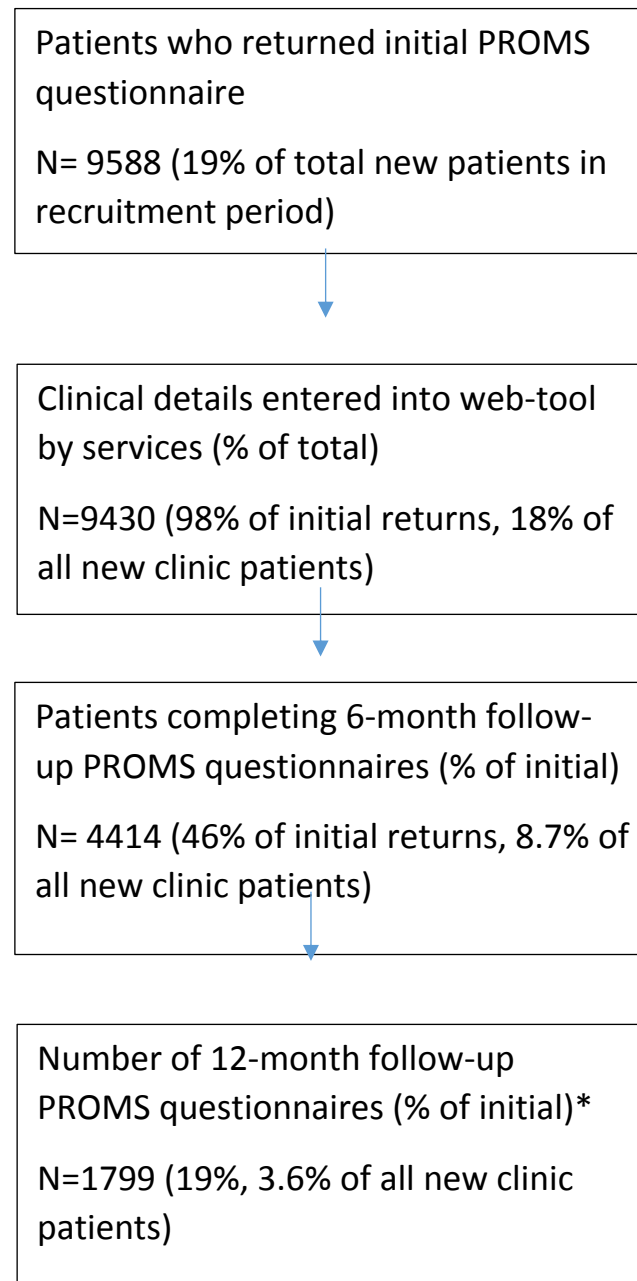 Patients who returned initial PROMS
questionnaire
N= 9588 (19% of total new patients in
recruitment period)
Clinical details entered into web-tool
by services (% of total)
N=9430 (98% of initial returns, 18% of
all new clinic patients)
Patients completing 6-month follow-
up PROMS questionnaires (% of initial)
N= 4414 (46% of initial returns, 8.7% of
all new clinic patients)
Number of 12-month follow-up
PROMS questionnaires (% of initial)*
N=1799 (19%, 3.6% of all new clinic
patients)